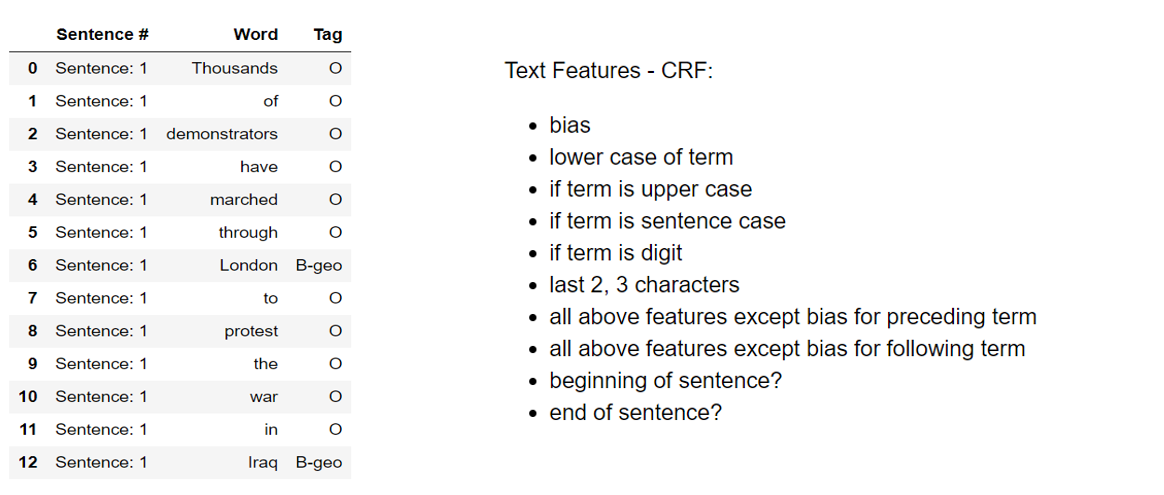 Sentence # Word Tag
0 Sentence: 1 Thousands O
1 Sentence: 1 of O
2 Sentence: 1 demonstrators O
3 Sentence: 1 have O
4 Sentence: 1 marched O
5 Sentence: 1 through O
6 Sentence: 1 London B-geo
7 Sentence: 1 to O
8 Sentence: 1 protest O
9 Sentence: 1 the O
10 Sentence: 1 war O
11 Sentence: 1 in O
12 Sentence: 1 Iraq B-geo
Text Features - CRF:
• bias
• lower case of term
• if term is upper case
• if term is sentence case
• if term is digit
• last 2, 3 characters
• all above features except bias for preceding term
• all above features except bias for following term
• beginning of sentence?
• end of sentence?